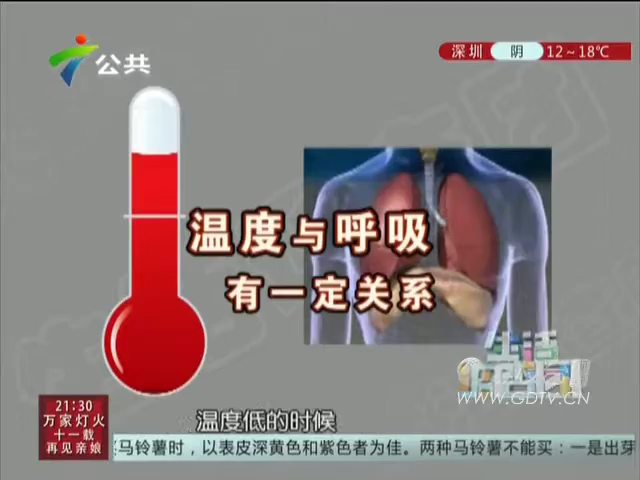 公共
深圳 阴 12~18℃
温度与呼吸
有一定关系
生活
WWW.GDTV.CN
21:30
万家灯火
十一载
再见亲娘
温度低的时候
马铃薯时，以表皮深黄色和紫色者为佳。两种马铃薯不能买：一是出芽